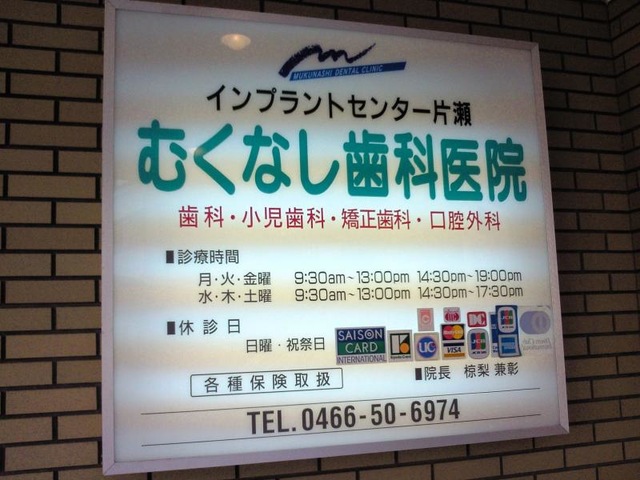 MUKUNASHI DENTAL CLINIC
インプラントセンター片瀬
むくなし歯科医院
歯科・小児歯科・矯正歯科・口腔外科
■診療時間
月・火・金曜 9:30am~13:00pm 14:30pm~19:00pm
水・木・土曜 9:30am~13:00pm 14:30pm~17:30pm
■休診日
日曜・祝祭日
SAISON CARD INTERNATIONAL
UC
VISA
MasterCard
DC
JCB
各種保険取扱
■院長 椋梨 兼彰
TEL.0466-50-6974